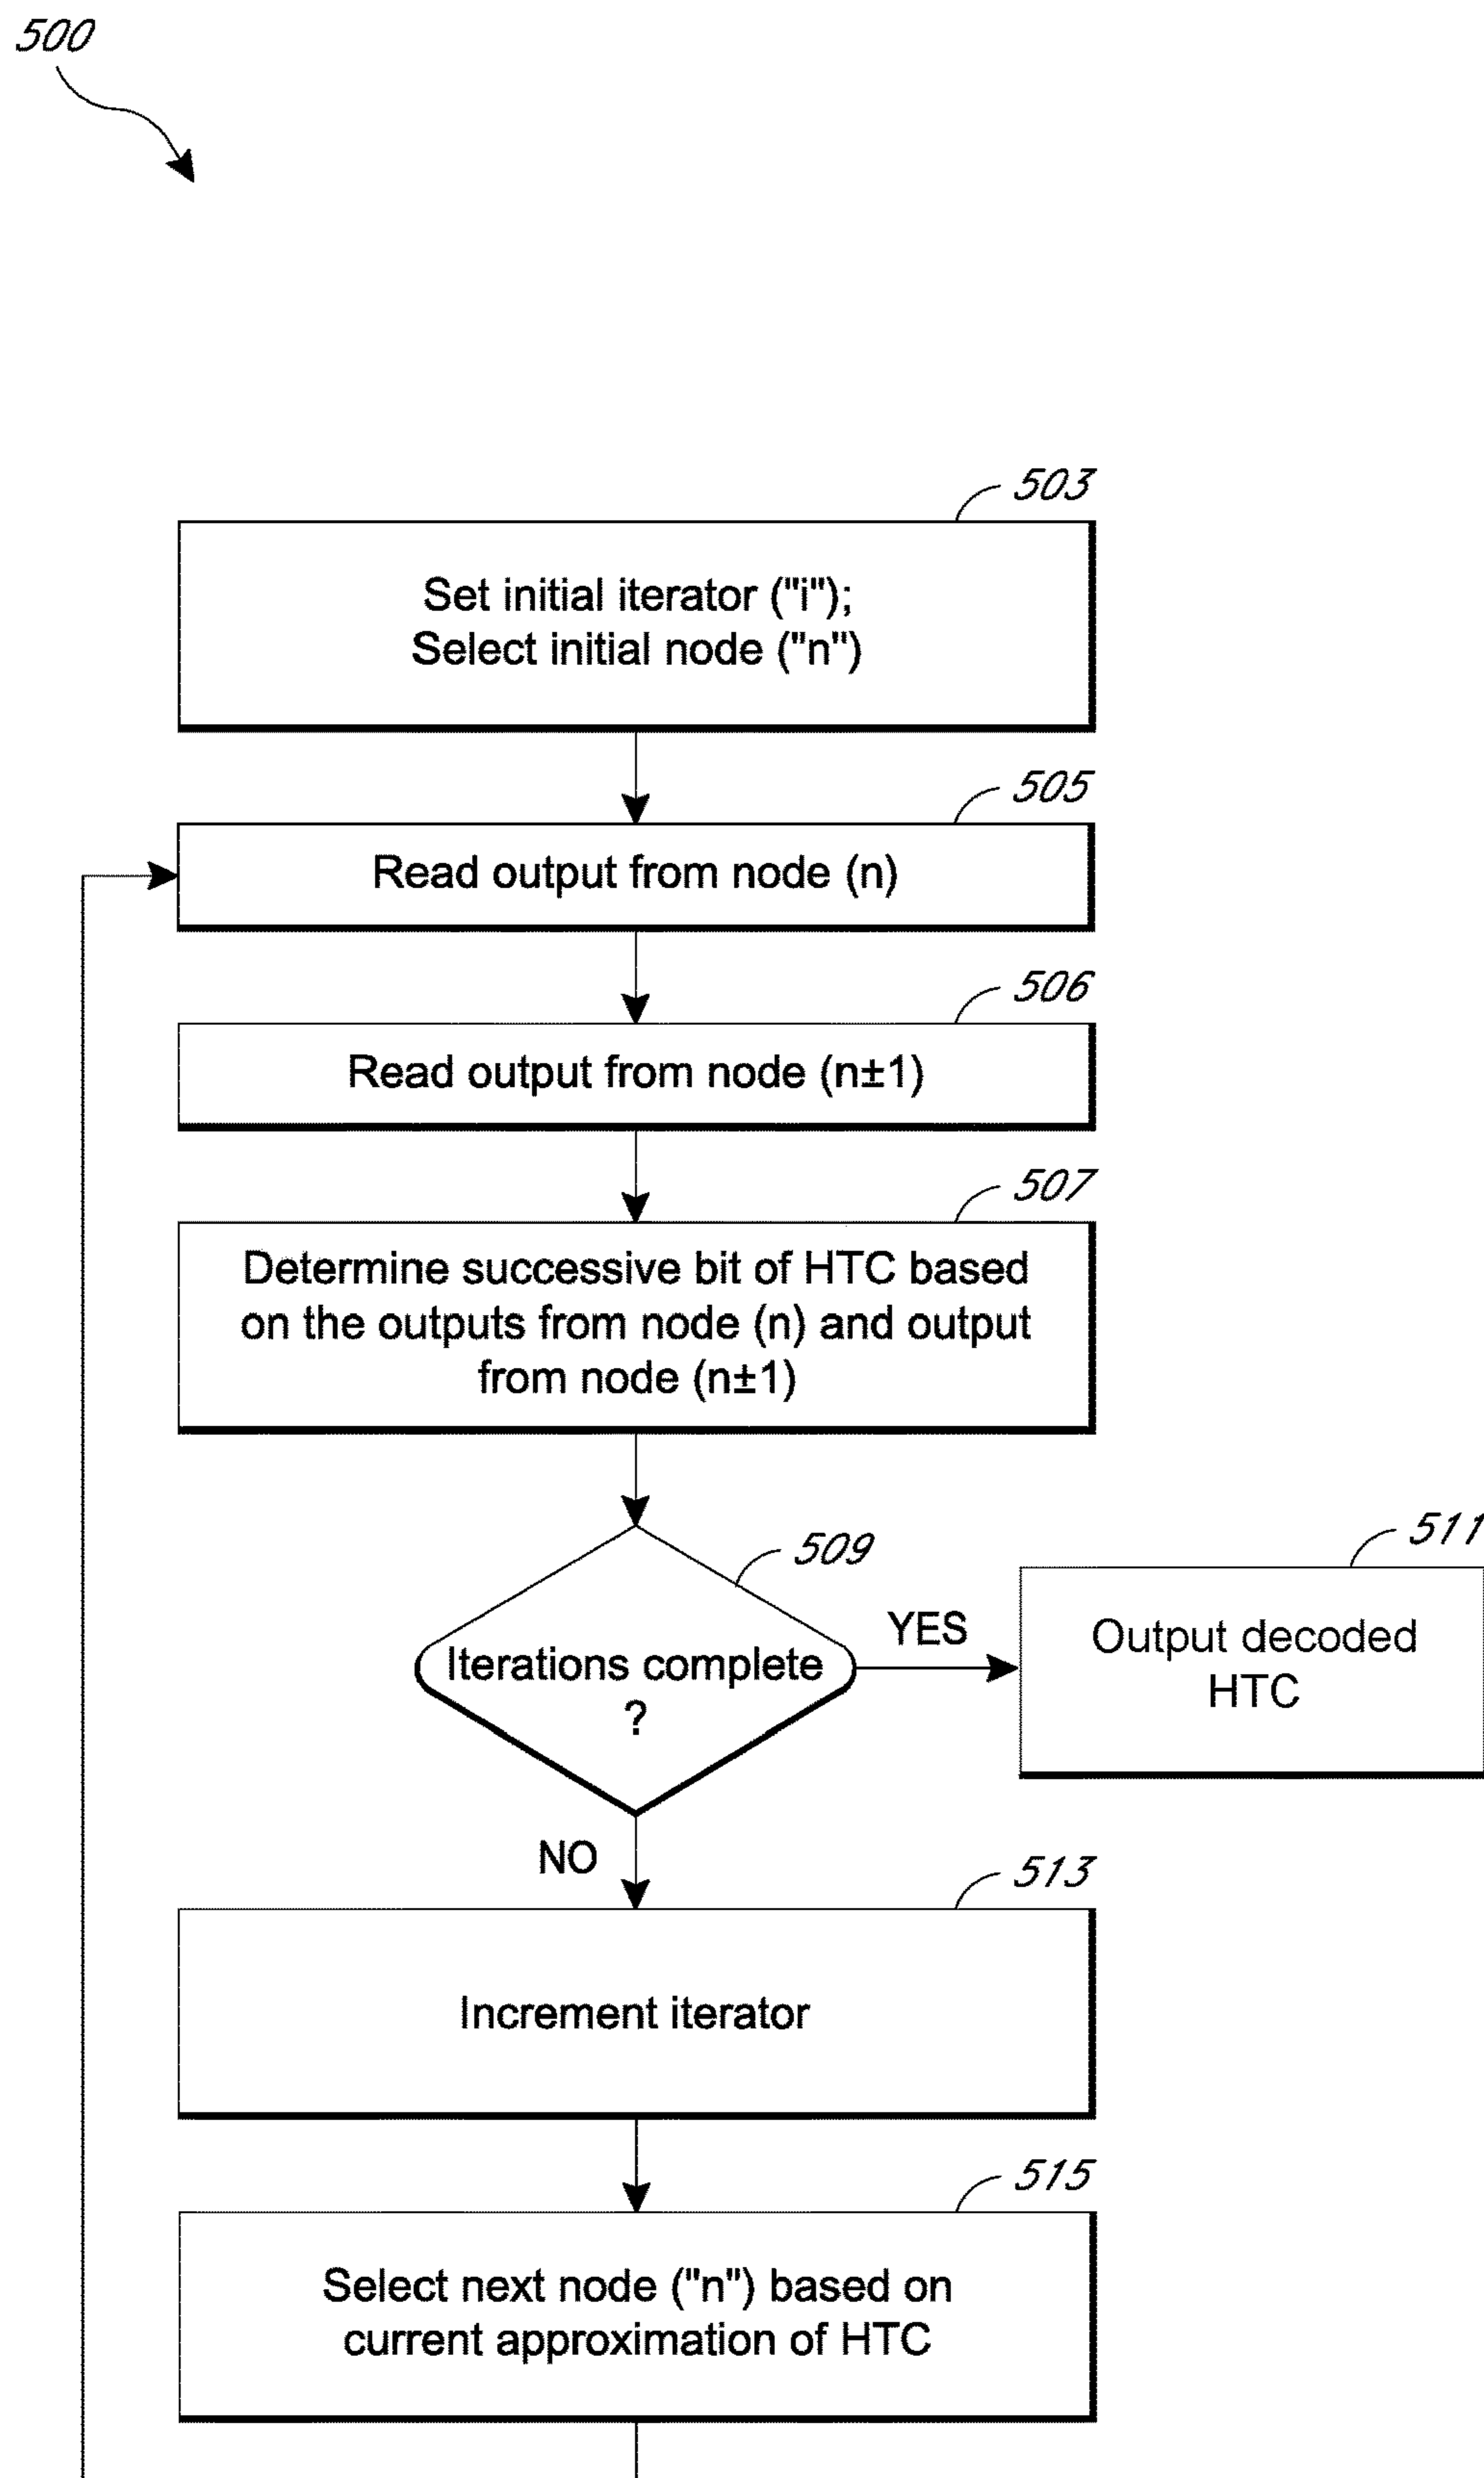 500
503
Set initial iterator ("i");
Select initial node ("n")
505
Read output from node (n)
506
Read output from node (n±1)
507
Determine successive bit of HTC based
on the outputs from node (n) and output
from node (n±1)
509
Iterations complete
?
YES
511
Output decoded
HTC
NO
513
Increment iterator
515
Select next node ("n") based on
current approximation of HTC